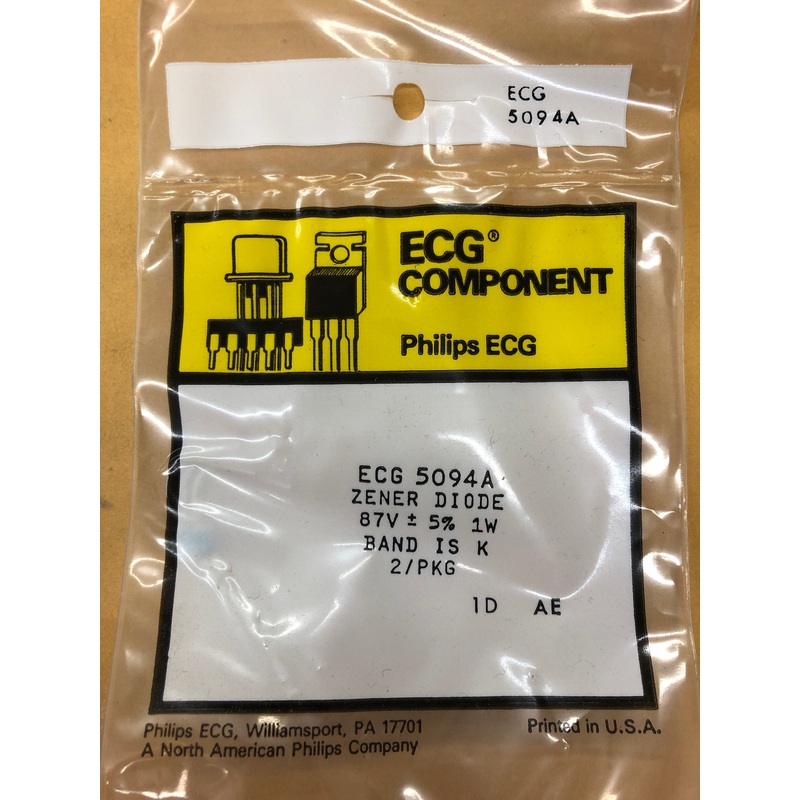 ECG
5094A
ECG®
COMPONENT
Philips ECG
ECG 5094A
ZENER DIODE
87V ± 5% 1W
BAND IS K
2/PKG
1D AE
Philips ECG, Williamsport, PA 17701
A North American Philips Company
Printed in U.S.A.